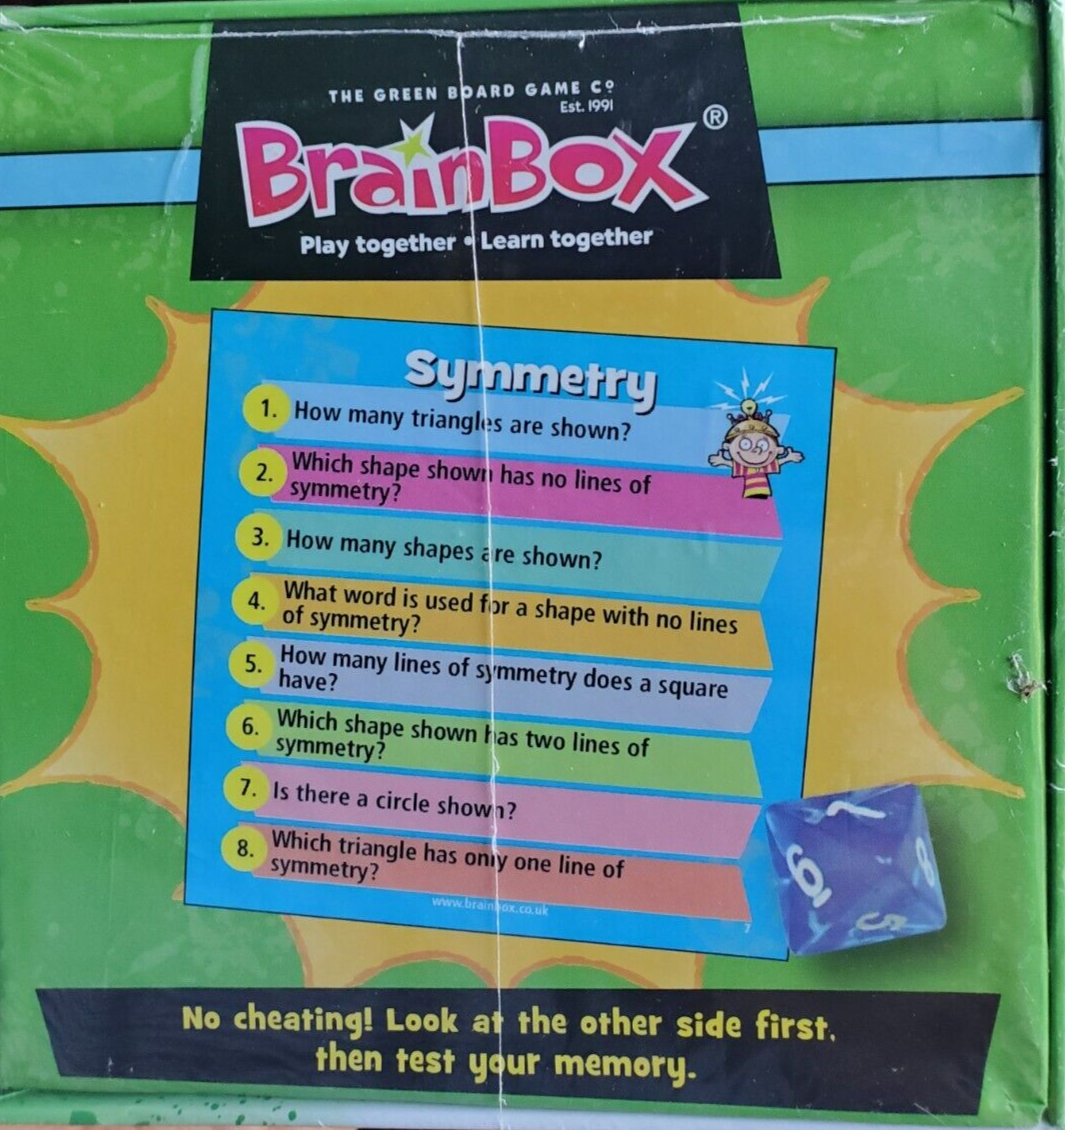 THE GREEN BOARD GAME Cº
Est. 1991
BrainBox®
Play together • Learn together
Symmetry
1. How many triangles are shown?
2. Which shape shown has no lines of
symmetry?
3. How many shapes are shown?
4. What word is used for a shape with no lines
of symmetry?
5. How many lines of symmetry does a square
have?
6. Which shape shown has two lines of
symmetry?
7. Is there a circle shown?
8. Which triangle has only one line of
symmetry?
www.brainbox.co.uk
7
1
6
8
5
No cheating! Look at the other side first,
then test your memory.